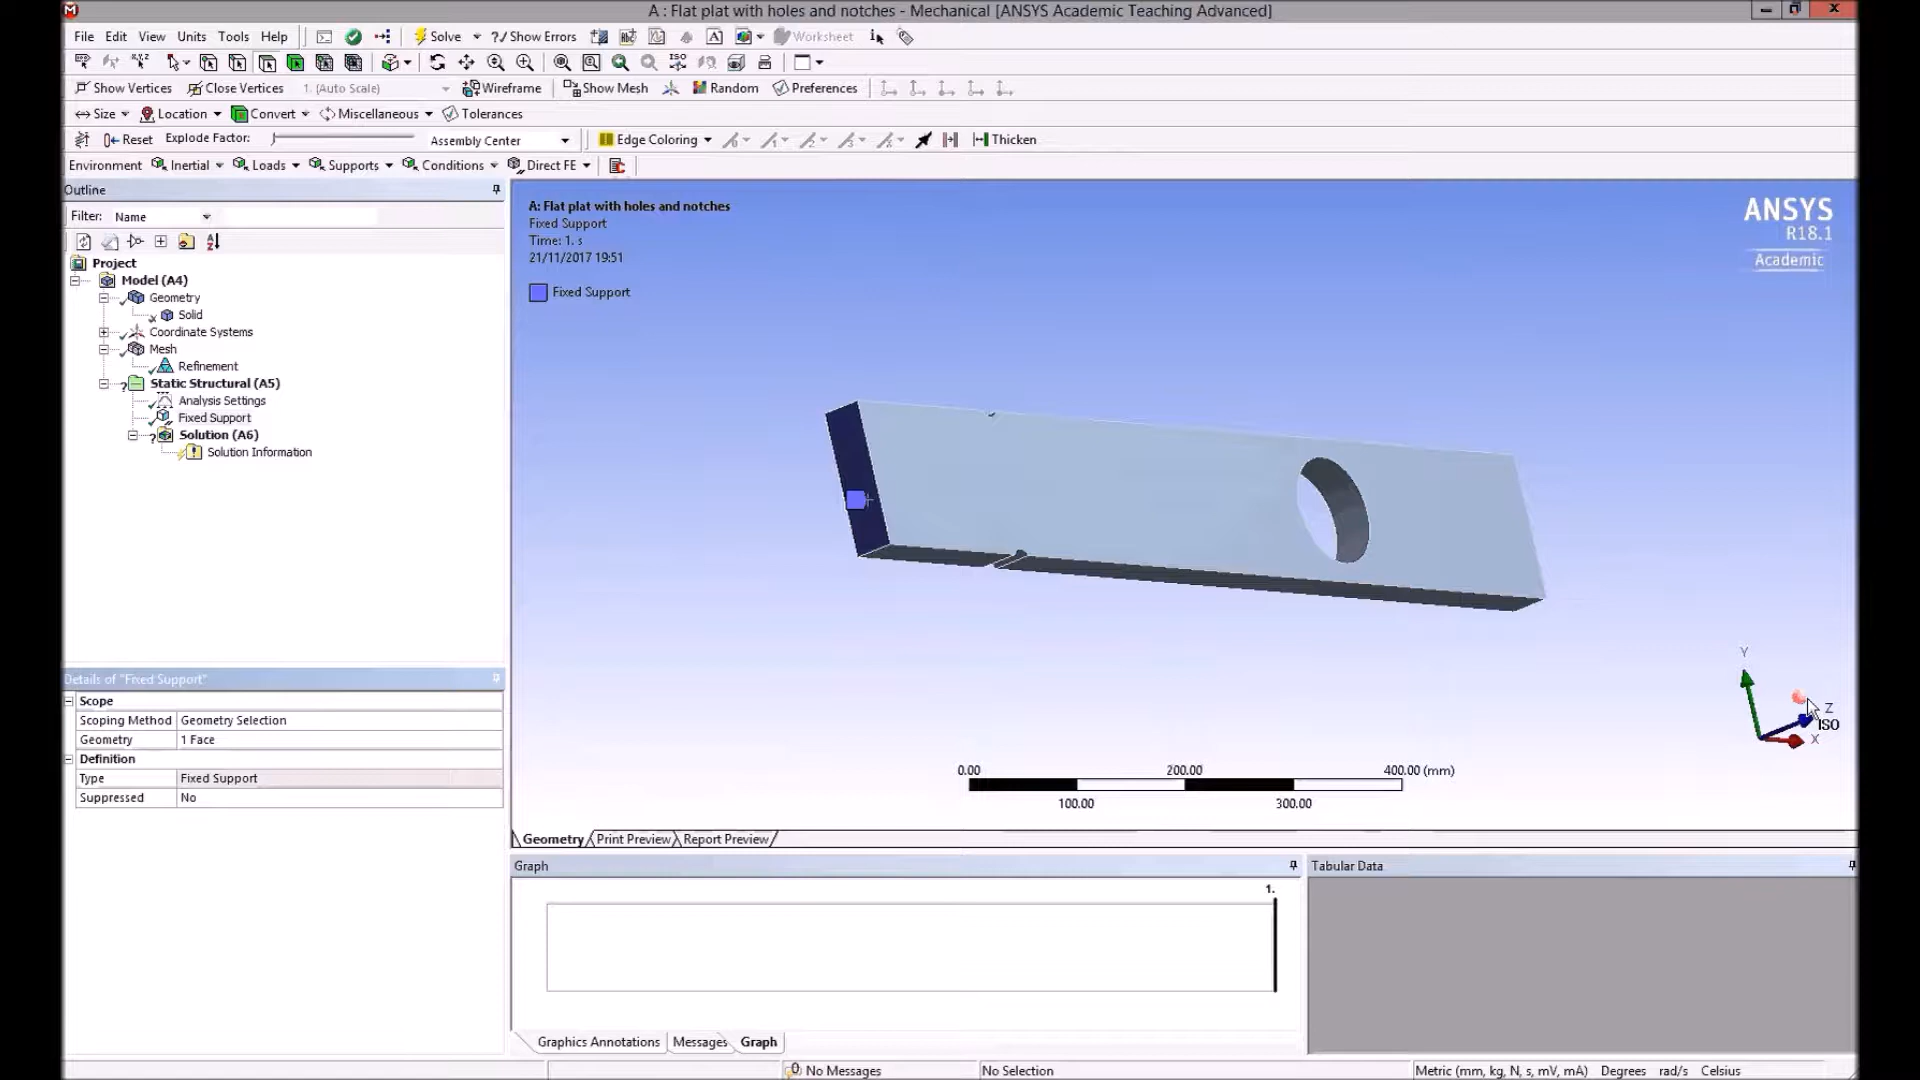 A : Flat plat with holes and notches - Mechanical [ANSYS Academic Teaching Advanced]
File Edit View Units Tools Help Solve ?/ Show Errors Worksheet
Show Vertices Close Vertices 1. (Auto Scale) Wireframe Show Mesh Random Preferences
Size Location Convert Miscellaneous Tolerances
Reset Explode Factor: Assembly Center Edge Coloring Thicken
Environment Inertial Loads Supports Conditions Direct FE
Outline
Filter: Name
Project
Model (A4)
Geometry
Solid
Coordinate Systems
Mesh
Refinement
Static Structural (A5)
Analysis Settings
Fixed Support
Solution (A6)
Solution Information
Details of "Fixed Support"
Scope
Scoping Method Geometry Selection
Geometry 1 Face
Definition
Type Fixed Support
Suppressed No
A: Flat plat with holes and notches
Fixed Support
Time: 1. s
21/11/2017 19:51
Fixed Support
ANSYS
R18.1
Academic
Y
Z
ISO
X
0.00 200.00 400.00 (mm)
100.00 300.00
Geometry Print Preview Report Preview
Graph
1.
Graphics Annotations Messages Graph
Tabular Data
0 No Messages No Selection Metric (mm, kg, N, s, mV, mA) Degrees rad/s Celsius